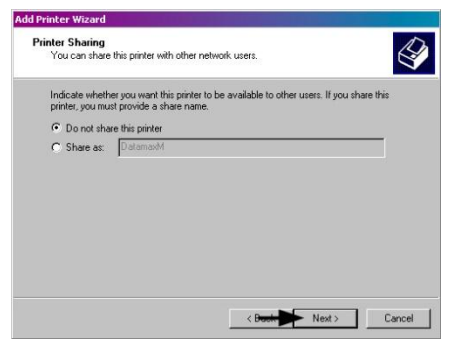 Add Printer Wizard
Printer Sharing
You can share this printer with other network users.
Indicate whether you want this printer to be available to other users. If you share this
printer, you must provide a share name.
Do not share this printer
Share as: DatamaxM
< Next > Cancel